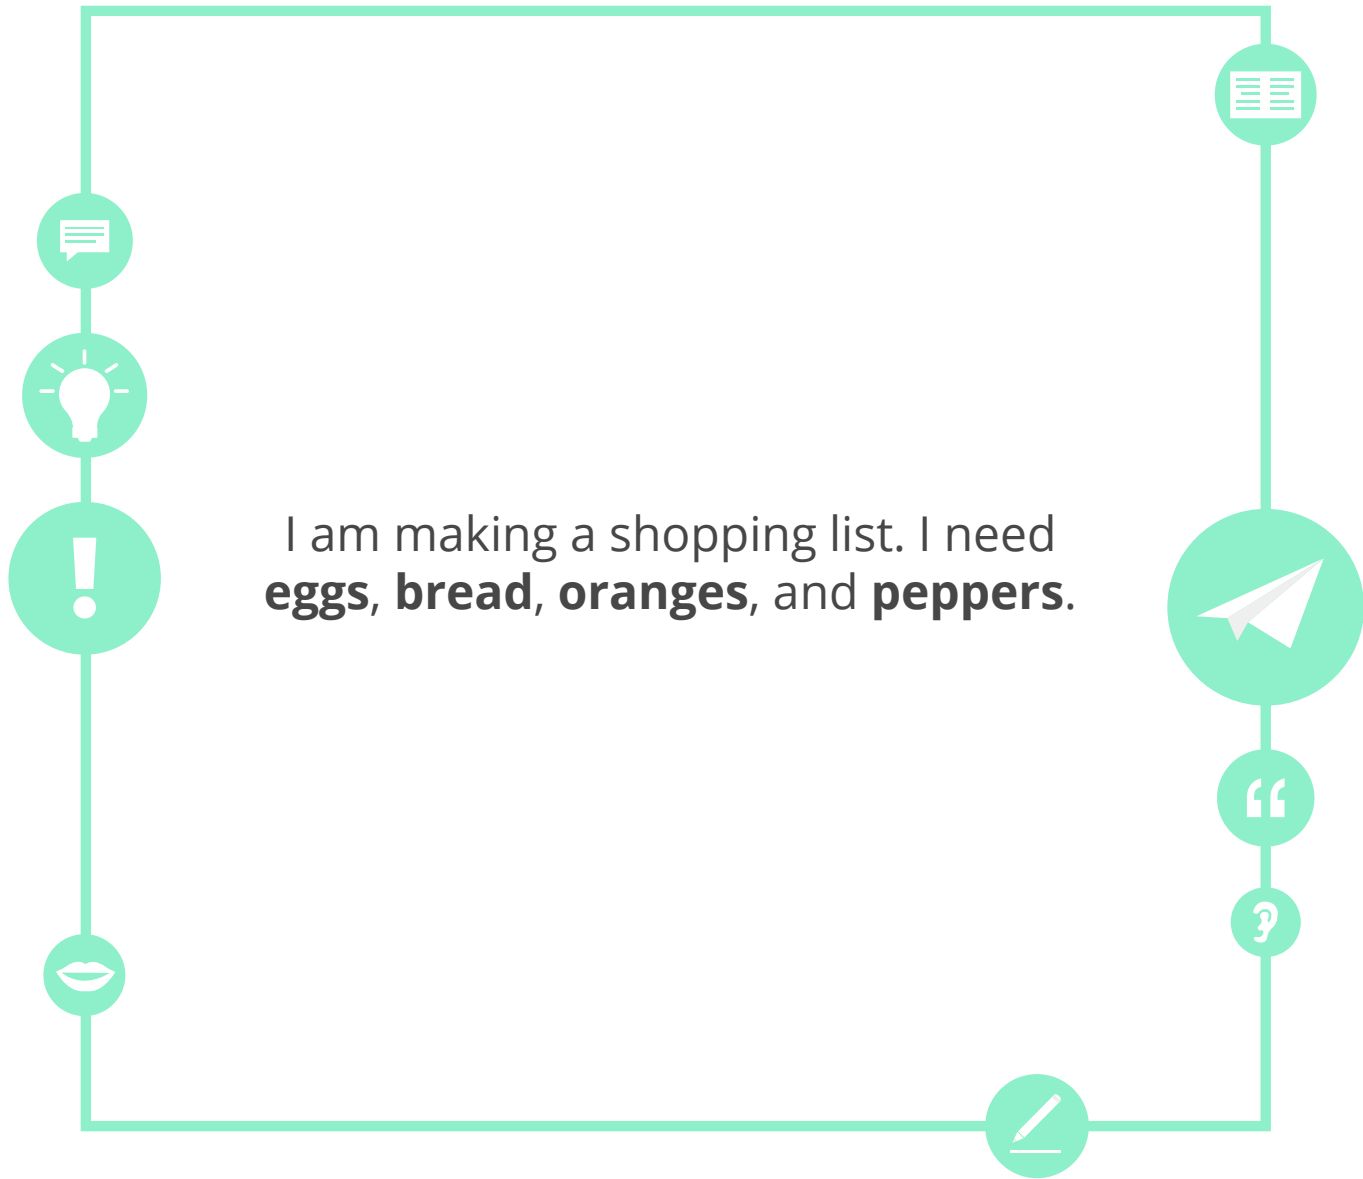 I am making a shopping list. I need
eggs, bread, oranges, and peppers.